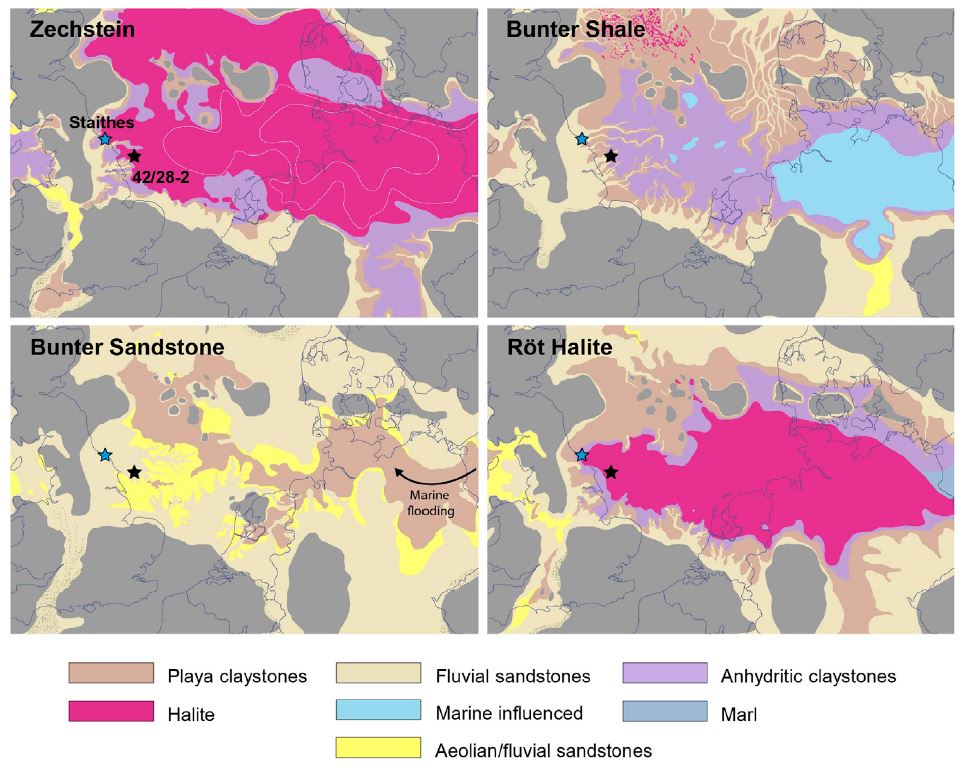 Zechstein
Bunter Shale
Staithes
42/28-2
Bunter Sandstone
Röt Halite
Marine
flooding
Playa claystones
Fluvial sandstones
Anhydritic claystones
Halite
Marine influenced
Marl
Aeolian/fluvial sandstones